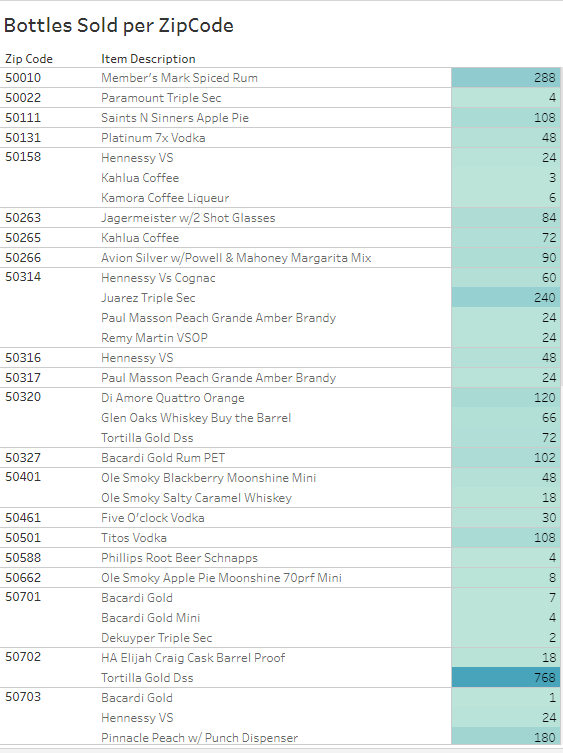 Bottles Sold per ZipCode
Zip Code Item Description
50010 Member's Mark Spiced Rum 288
50022 Paramount Triple Sec 4
50111 Saints N Sinners Apple Pie 108
50131 Platinum 7x Vodka 48
50158 Hennessy VS 24
Kahlua Coffee 3
Kamora Coffee Liqueur 6
50263 Jagermeister w/2 Shot Glasses 84
50265 Kahlua Coffee 72
50266 Avion Silver w/Powell & Mahoney Margarita Mix 90
50314 Hennessy Vs Cognac 60
Juarez Triple Sec 240
Paul Masson Peach Grande Amber Brandy 24
Remy Martin VSOP 24
50316 Hennessy VS 48
50317 Paul Masson Peach Grande Amber Brandy 24
50320 Di Amore Quattro Orange 120
Glen Oaks Whiskey Buy the Barrel 66
Tortilla Gold Dss 72
50327 Bacardi Gold Rum PET 102
50401 Ole Smoky Blackberry Moonshine Mini 48
Ole Smoky Salty Caramel Whiskey 18
50461 Five O'clock Vodka 30
50501 Titos Vodka 108
50588 Phillips Root Beer Schnapps 4
50662 Ole Smoky Apple Pie Moonshine 70prf Mini 8
50701 Bacardi Gold 7
Bacardi Gold Mini 4
Dekuyper Triple Sec 2
50702 HA Elijah Craig Cask Barrel Proof 18
Tortilla Gold Dss 768
50703 Bacardi Gold 1
Hennessy VS 24
Pinnacle Peach w/ Punch Dispenser 180